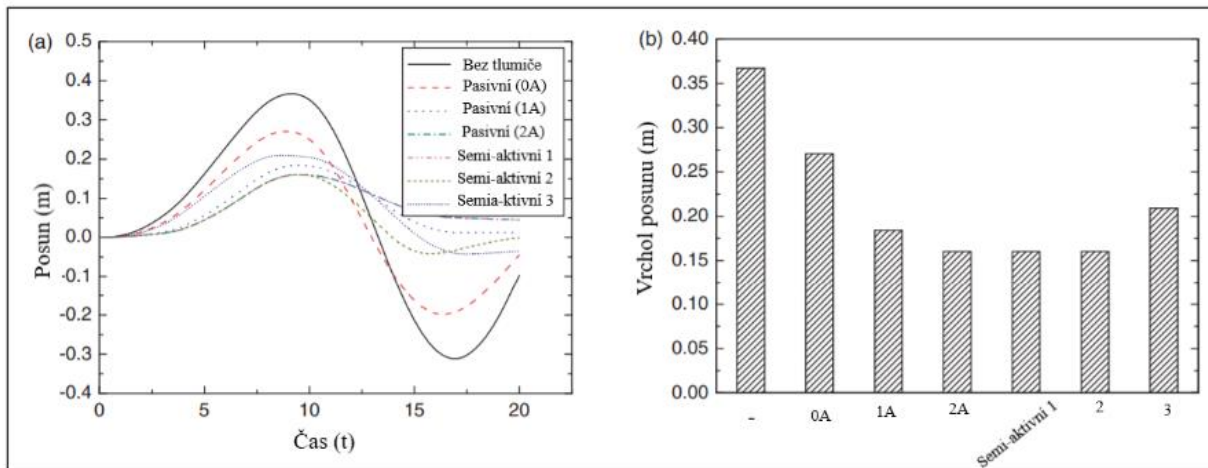 (a)
0.5
0.4
0.3
0.2
0.1
0.0
-0.1
-0.2
-0.3
-0.4
Posun (m)
Bez tlumiče
Pasivní (0A)
Pasivní (1A)
Pasivní (2A)
Semi-aktivni 1
Semi-aktivni 2
Semia-ktivní 3
0 5 10 15 20
Čas (t)
(b)
0.40
0.35
0.30
0.25
0.20
0.15
0.10
0.05
0.00
Vrchol posunu (m)
- 0A 1A 2A Semi-aktivni 1 2 3